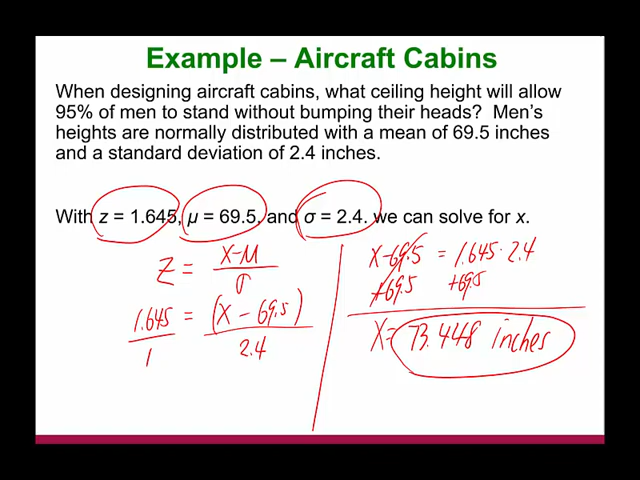 Example – Aircraft Cabins
When designing aircraft cabins, what ceiling height will allow
95% of men to stand without bumping their heads? Men's
heights are normally distributed with a mean of 69.5 inches
and a standard deviation of 2.4 inches.
With z = 1.645, μ = 69.5, and σ = 2.4. we can solve for x.
Z = X-M
σ
1.645 = (X - 69.5)
1 2.4
X-69.5 = 1.645 · 2.4
+69.5 +69.5
X= 73.448 inches